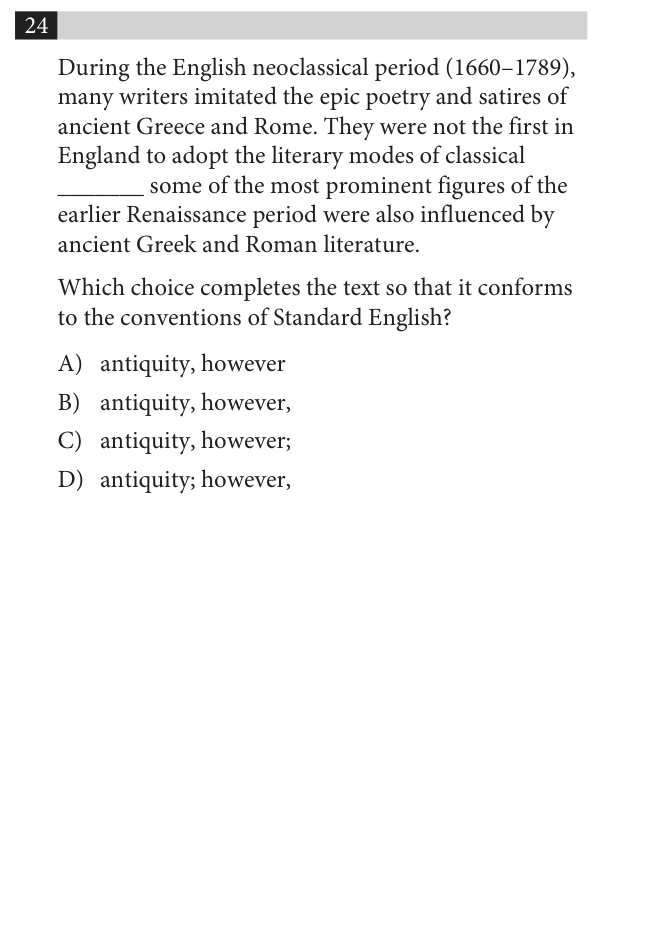 24
During the English neoclassical period (1660–1789),
many writers imitated the epic poetry and satires of
ancient Greece and Rome. They were not the first in
England to adopt the literary modes of classical
_______ some of the most prominent figures of the
earlier Renaissance period were also influenced by
ancient Greek and Roman literature.
Which choice completes the text so that it conforms
to the conventions of Standard English?
A) antiquity, however
B) antiquity, however,
C) antiquity, however;
D) antiquity; however,